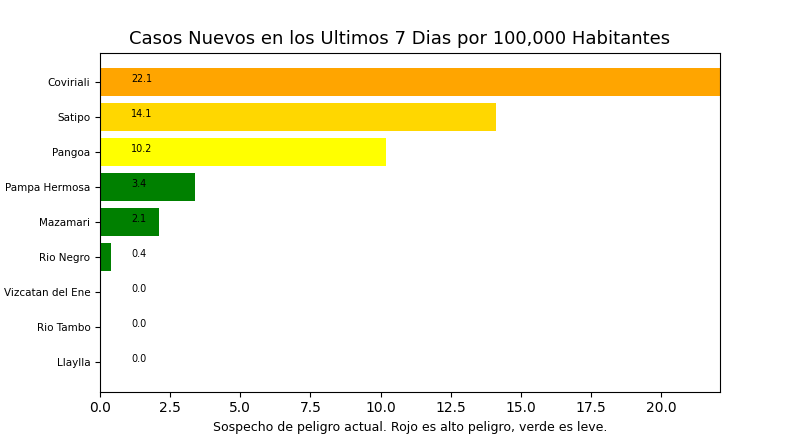 Casos Nuevos en los Ultimos 7 Dias por 100,000 Habitantes
Coviriali 22.1
Satipo 14.1
Pangoa 10.2
Pampa Hermosa 3.4
Mazamari 2.1
Rio Negro 0.4
Vizcatan del Ene 0.0
Rio Tambo 0.0
Llaylla 0.0
0.0 2.5 5.0 7.5 10.0 12.5 15.0 17.5 20.0
Sospecho de peligro actual. Rojo es alto peligro, verde es leve.